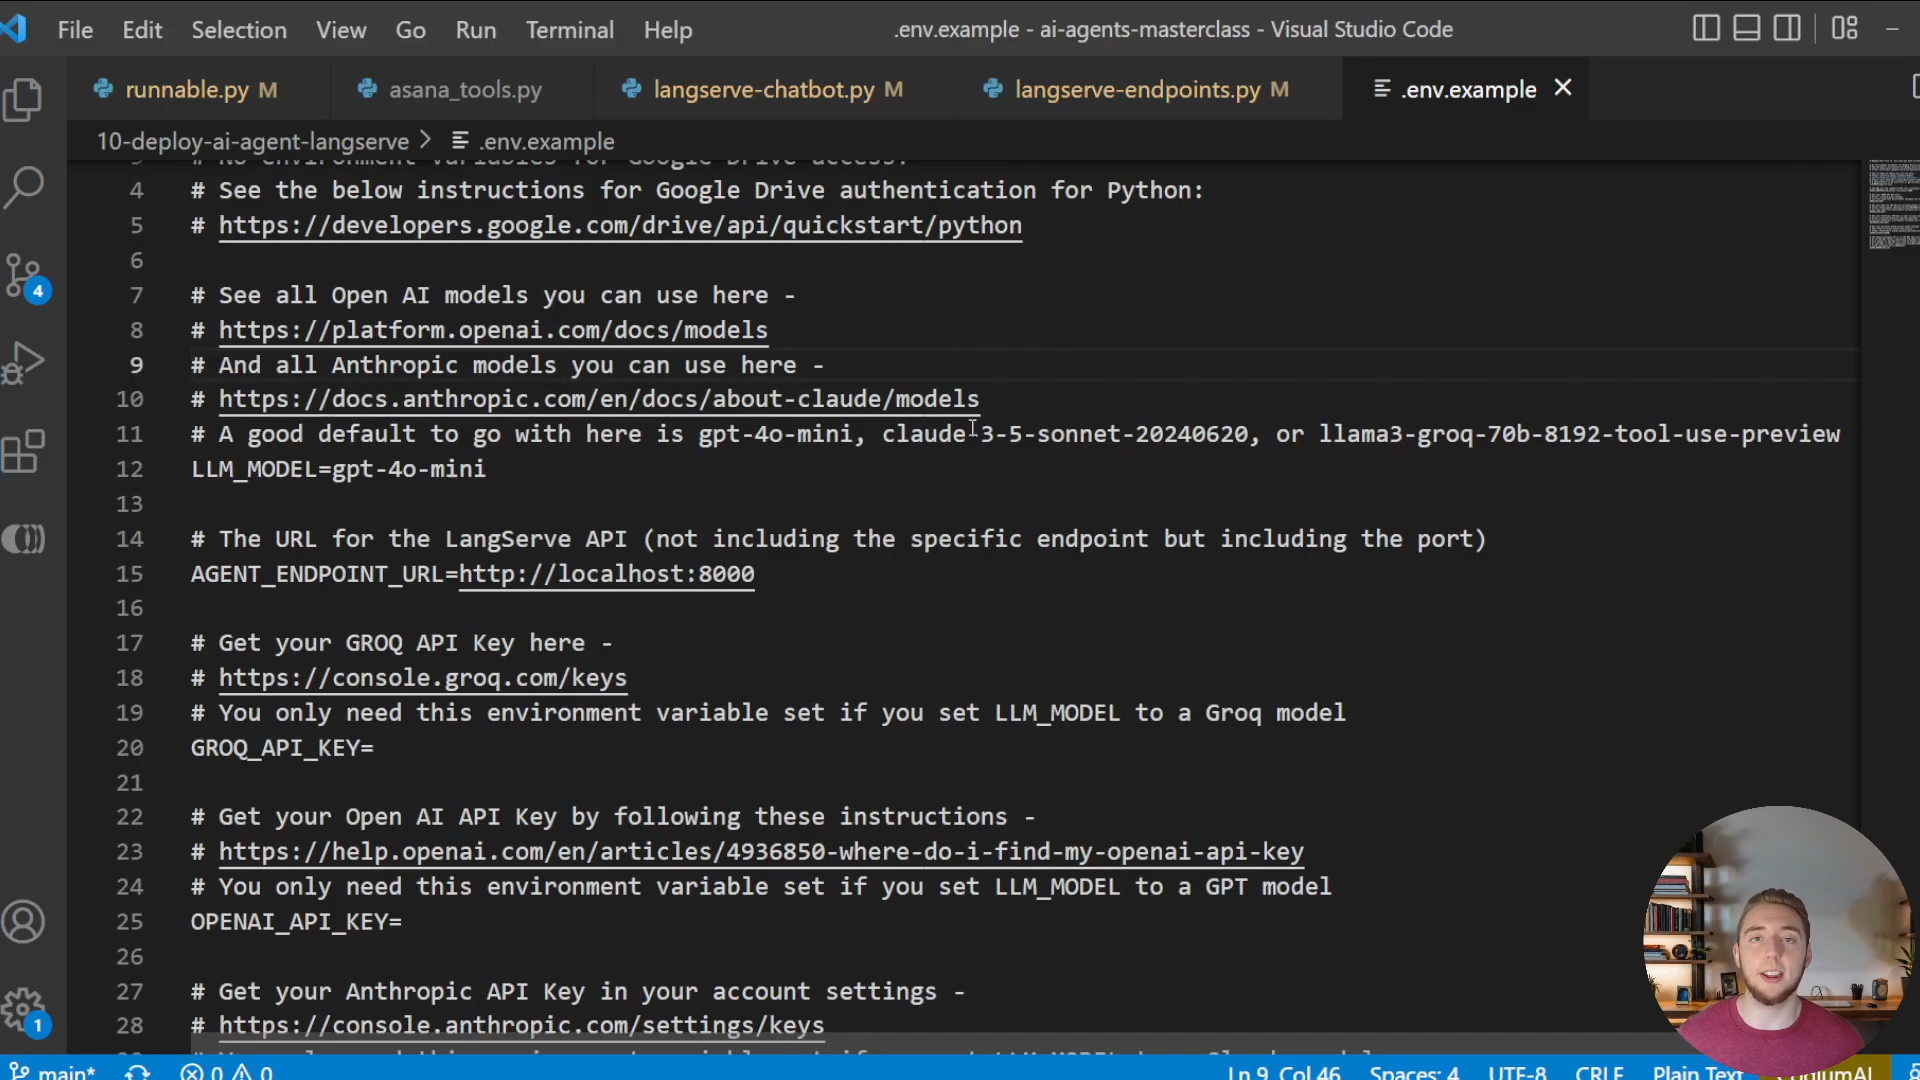 File Edit Selection View Go Run Terminal Help .env.example - ai-agents-masterclass - Visual Studio Code
runnable.py M asana_tools.py langserve-chatbot.py M langserve-endpoints.py M .env.example
10-deploy-ai-agent-langserve > .env.example
# No environment variables for Google Drive access.
4 # See the below instructions for Google Drive authentication for Python:
5 # https://developers.google.com/drive/api/quickstart/python
6
7 # See all Open AI models you can use here -
8 # https://platform.openai.com/docs/models
9 # And all Anthropic models you can use here -
10 # https://docs.anthropic.com/en/docs/about-claude/models
11 # A good default to go with here is gpt-4o-mini, claude-3-5-sonnet-20240620, or llama3-groq-70b-8192-tool-use-preview
12 LLM_MODEL=gpt-4o-mini
13
14 # The URL for the LangServe API (not including the specific endpoint but including the port)
15 AGENT_ENDPOINT_URL=http://localhost:8000
16
17 # Get your GROQ API Key here -
18 # https://console.groq.com/keys
19 # You only need this environment variable set if you set LLM_MODEL to a Groq model
20 GROQ_API_KEY=
21
22 # Get your Open AI API Key by following these instructions -
23 # https://help.openai.com/en/articles/4936850-where-do-i-find-my-openai-api-key
24 # You only need this environment variable set if you set LLM_MODEL to a GPT model
25 OPENAI_API_KEY=
26
27 # Get your Anthropic API Key in your account settings -
28 # https://console.anthropic.com/settings/keys
4
1
main* 0 0 Ln 9, Col 46 Spaces: 4 UTF-8 CRLF Plain Text